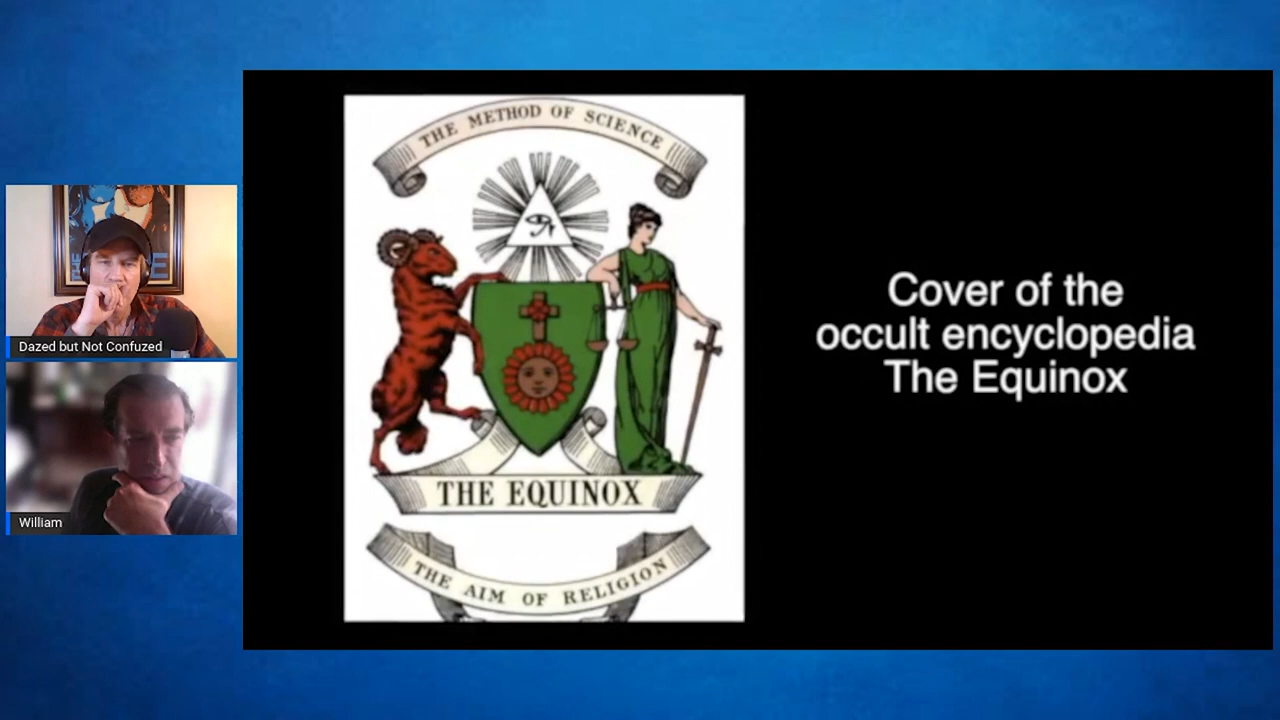 THE METHOD OF SCIENCE
THE EQUINOX
THE AIM OF RELIGION
Cover of the
occult encyclopedia
The Equinox
Dazed but Not Confuzed
William